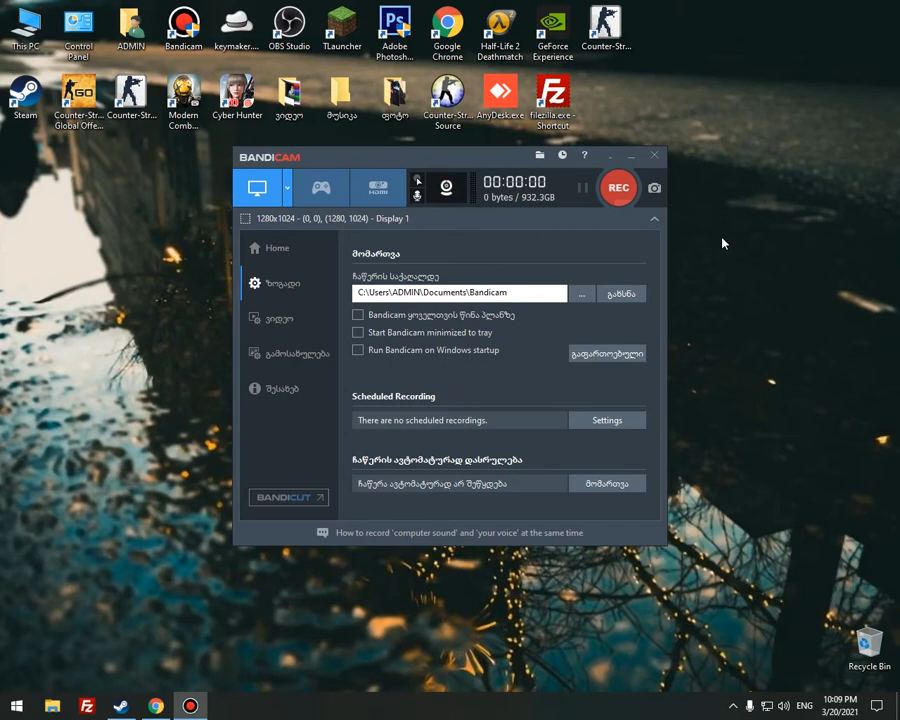 This PC
Control Panel
ADMIN
Bandicam
keymaker....
OBS Studio
TLauncher
Adobe Photosh...
Google Chrome
Half-Life 2 Deathmatch
GeForce Experience
Counter-Str...
Steam
Counter-Str... Global Offe...
Counter-Str...
Modern Comb...
Cyber Hunter
ვიდეო
მუსიკა
ფოტო
Counter-Str... Source
AnyDesk.exe
filezilla.exe - Shortcut
BANDICAM
HDMI
00:00:00
0 bytes / 932.3GB
REC
1280x1024 - (0, 0), (1280, 1024) - Display 1
Home
ზოგადი
ვიდეო
გამოსახულება
შესახებ
BANDICUT
მომართვა
ჩაწერის საქაღალდე
C:\Users\ADMIN\Documents\Bandicam
...
გახსნა
Bandicam ყოველთვის წინა პლანზე
Start Bandicam minimized to tray
Run Bandicam on Windows startup
გაფართოებული
Scheduled Recording
There are no scheduled recordings.
Settings
ჩაწერის ავტომატურად დასრულება
ჩაწერა ავტომატურად არ შეწყდება
მომართვა
How to record 'computer sound' and 'your voice' at the same time
Recycle Bin
ENG
10:09 PM
3/20/2021